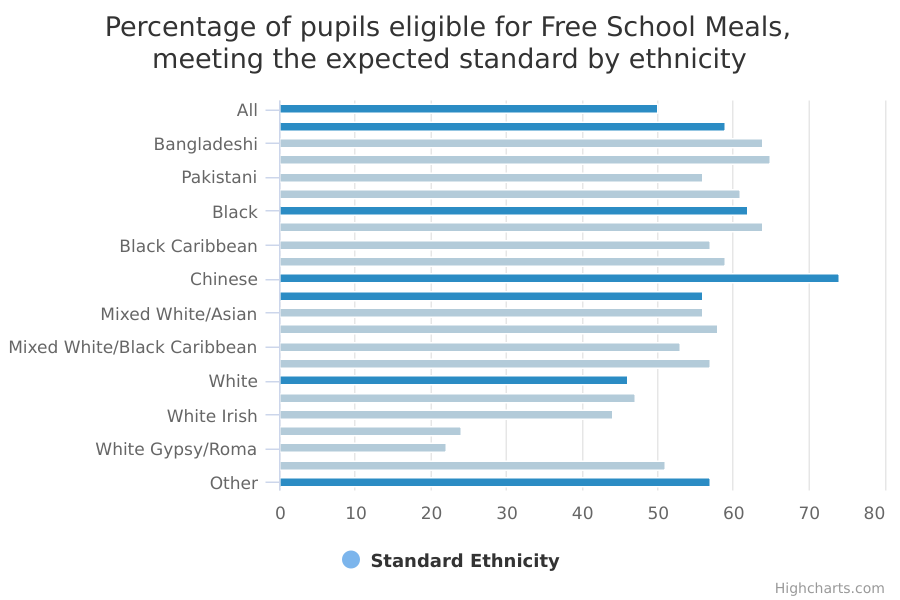 Percentage of pupils eligible for Free School Meals,
meeting the expected standard by ethnicity
All
Bangladeshi
Pakistani
Black
Black Caribbean
Chinese
Mixed White/Asian
Mixed White/Black Caribbean
White
White Irish
White Gypsy/Roma
Other
0 10 20 30 40 50 60 70 80
Standard Ethnicity
Highcharts.com